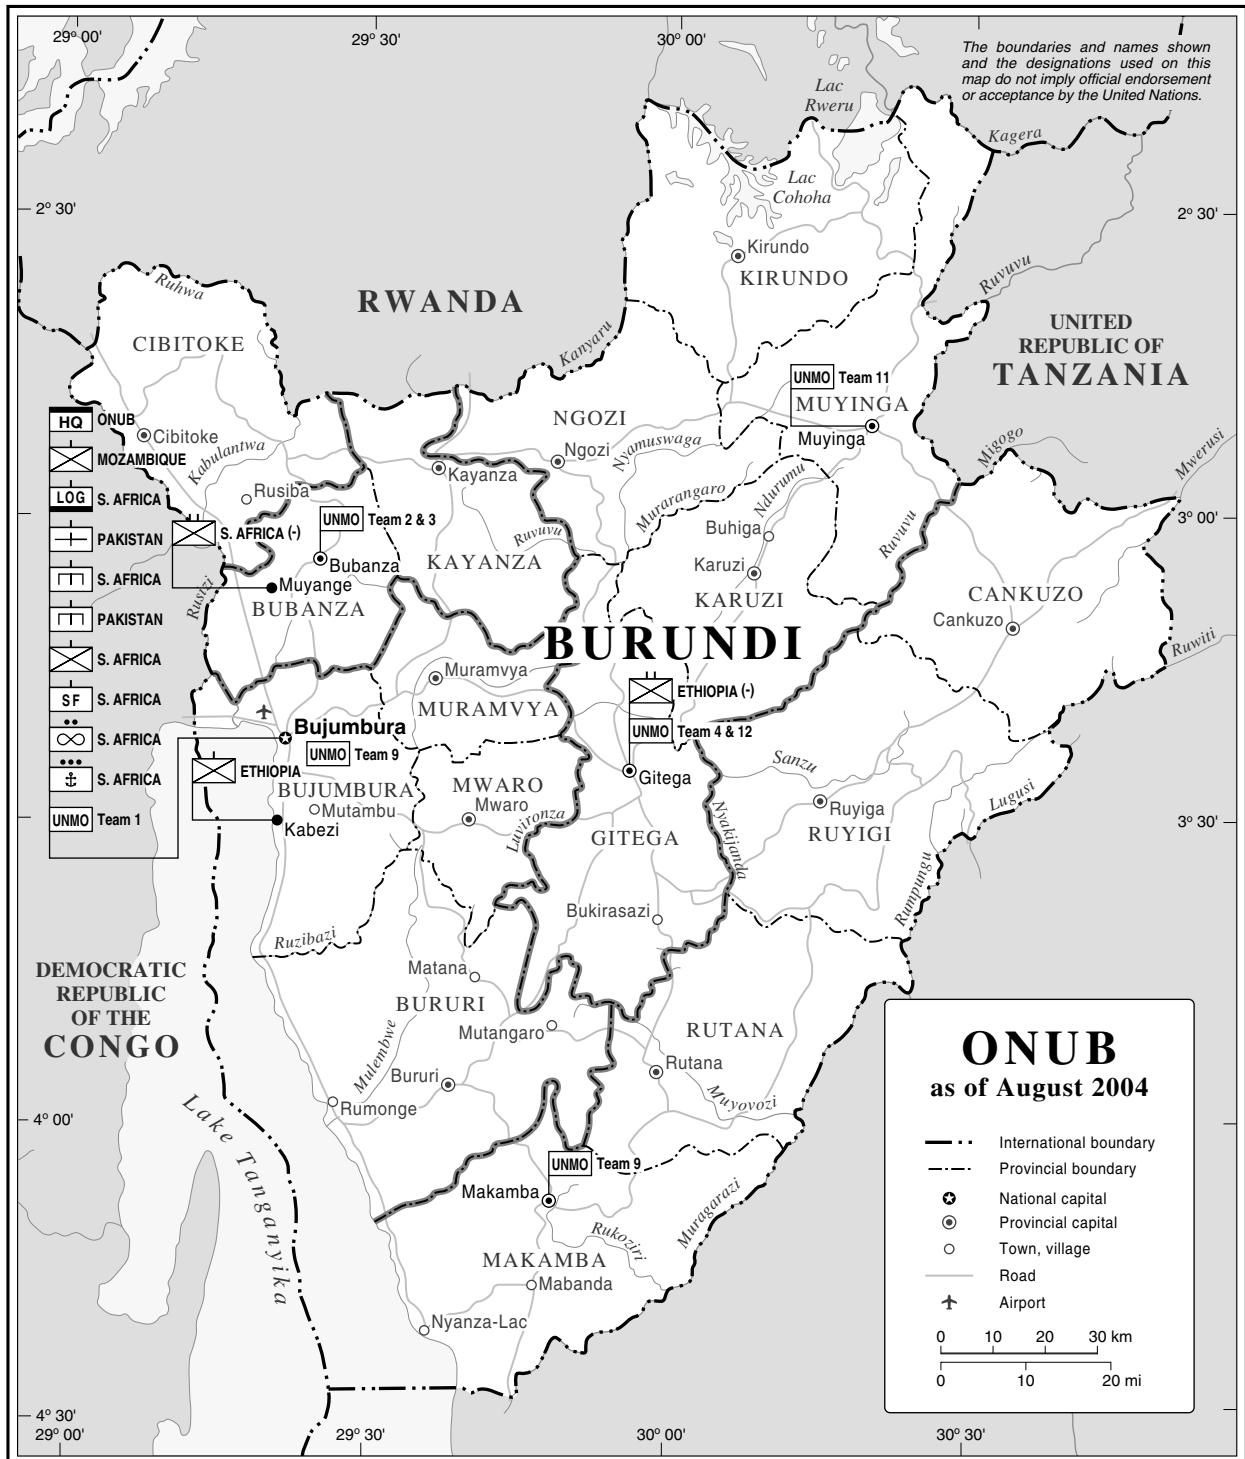 29° 00'
29° 30'
30° 00'
The boundaries and names shown
and the designations used on this
map do not imply official endorsement
or acceptance by the United Nations.
Lac
Rweru
Kagera
Lac
Cohoha
2° 30'
2° 30'
Kirundo
KIRUNDO
Ruvuvu
Ruhwa
RWANDA
Kanyaru
UNITED
REPUBLIC OF
TANZANIA
CIBITOKE
UNMO Team 11
MUYINGA
Muyinga
HQ ONUB
NGOZI
Cibitoke
Ngozi
Nyamuswaga
Migogo
Mwerusi
MOZAMBIQUE
Kabulantwa
Kayanza
Murarangaro
Ndurumu
LOG S. AFRICA
Rusiba
S. AFRICA (-)
UNMO Team 2 & 3
Ruvuvu
Buhiga
Ruvuvu
PAKISTAN
Bubanza
KAYANZA
Karuzi
S. AFRICA
Rusizi
Muyange
BUBANZA
KARUZI
CANKUZO
PAKISTAN
Cankuzo
BURUNDI
Ruwiti
S. AFRICA
Muramvya
ETHIOPIA (-)
SF S. AFRICA
MURAMVYA
Bujumbura
UNMO Team 4 & 12
S. AFRICA
UNMO Team 9
Sanzu
ETHIOPIA
Gitega
S. AFRICA
BUJUMBURA
MWARO
Mutambu
Mwaro
Lugusi
Ruyiga
UNMO Team 1
Kabezi
Luvironza
GITEGA
Nyakijanda
RUYIGI
3° 30'
Rumpungu
Bukirasazi
Ruzibazi
DEMOCRATIC
REPUBLIC
OF THE
CONGO
Matana
BURURI
Mutangaro
RUTANA
Mulembwe
Bururi
Rutana
Rumonge
Muyovozi
4° 00'
Lake Tanganyika
UNMO Team 9
Makamba
Rukoziri
Muragarazi
MAKAMBA
Mabanda
Nyanza-Lac
4° 30'
29° 00'
29° 30'
30° 00'
30° 30'
ONUB
as of August 2004
International boundary
Provincial boundary
National capital
Provincial capital
Town, village
Road
Airport
0 10 20 30 km
0 10 20 mi